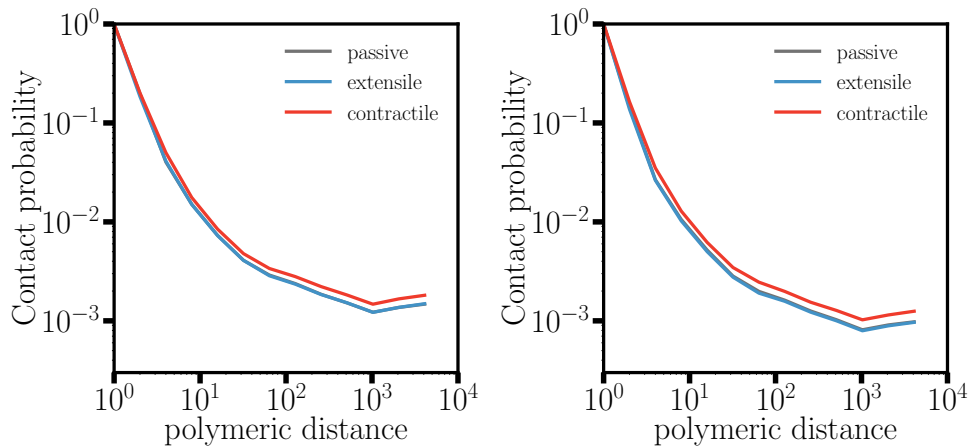 10^0
10^{-1}
10^{-2}
10^{-3}
Contact probability
passive
extensile
contractile
10^0 10^1 10^2 10^3 10^4
polymeric distance
10^0
10^{-1}
10^{-2}
10^{-3}
Contact probability
passive
extensile
contractile
10^0 10^1 10^2 10^3 10^4
polymeric distance